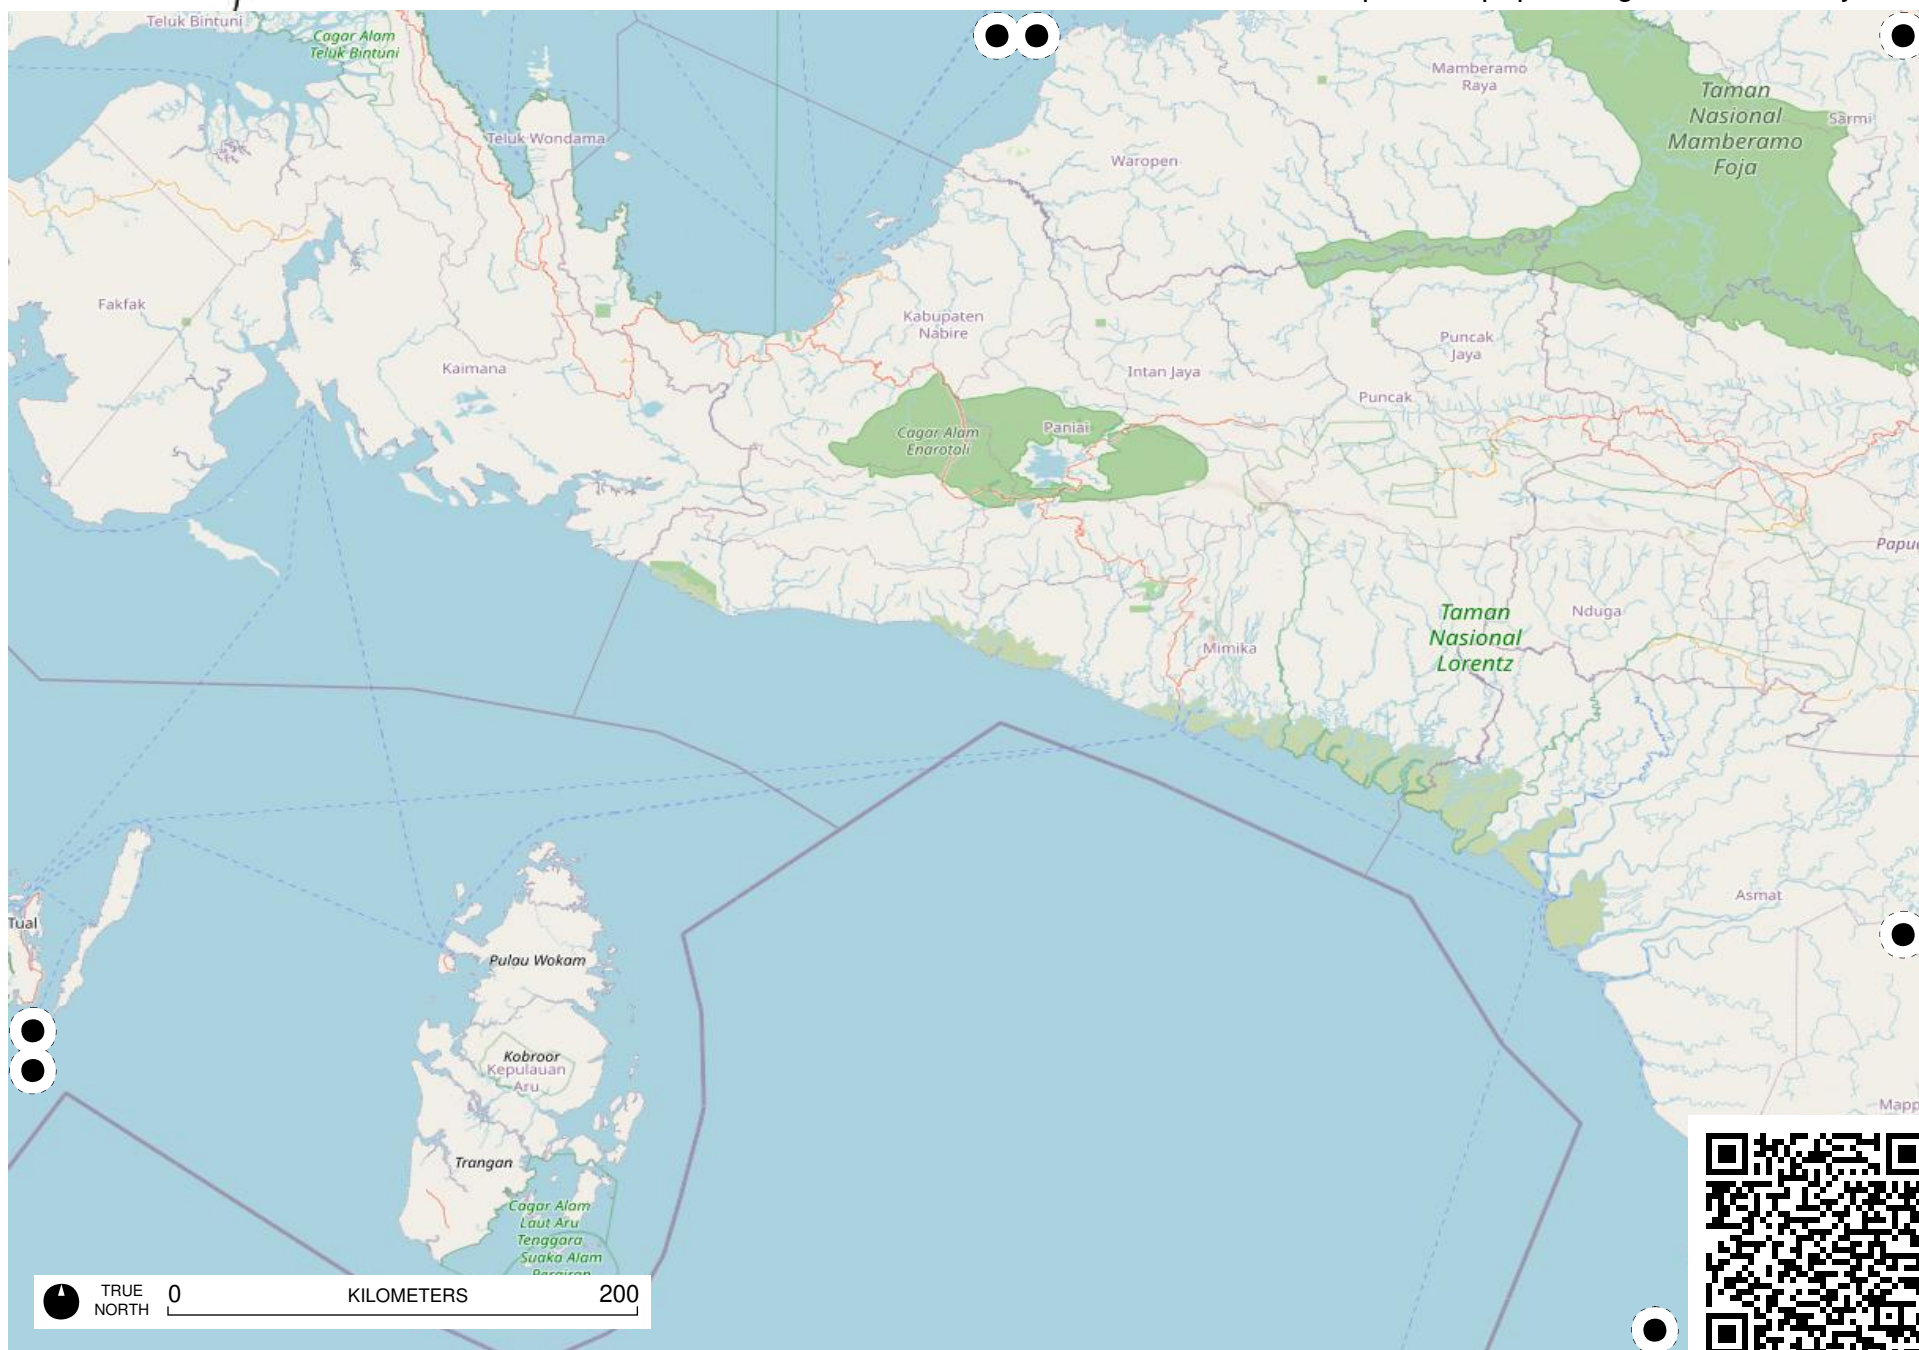 Teluk Bintuni
Cagar Alam
Teluk Bintuni
Mamberamo
Raya
Taman
Nasional
Mamberamo
Foja
Sarmi
Teluk Wondama
Waropen
Fakfak
Kabupaten
Nabire
Puncak
Jaya
Kaimana
Intan Jaya
Puncak
Cagar Alam
Enarotali
Paniai
Taman
Nasional
Lorentz
Nduga
Mimika
Asmat
Tual
Pulau Wokam
Kobroor
Kepulauan
Aru
Trangan
Cagar Alam
Laut Aru
Tenggara
Suaka Alam
TRUE
NORTH
0
KILOMETERS
200